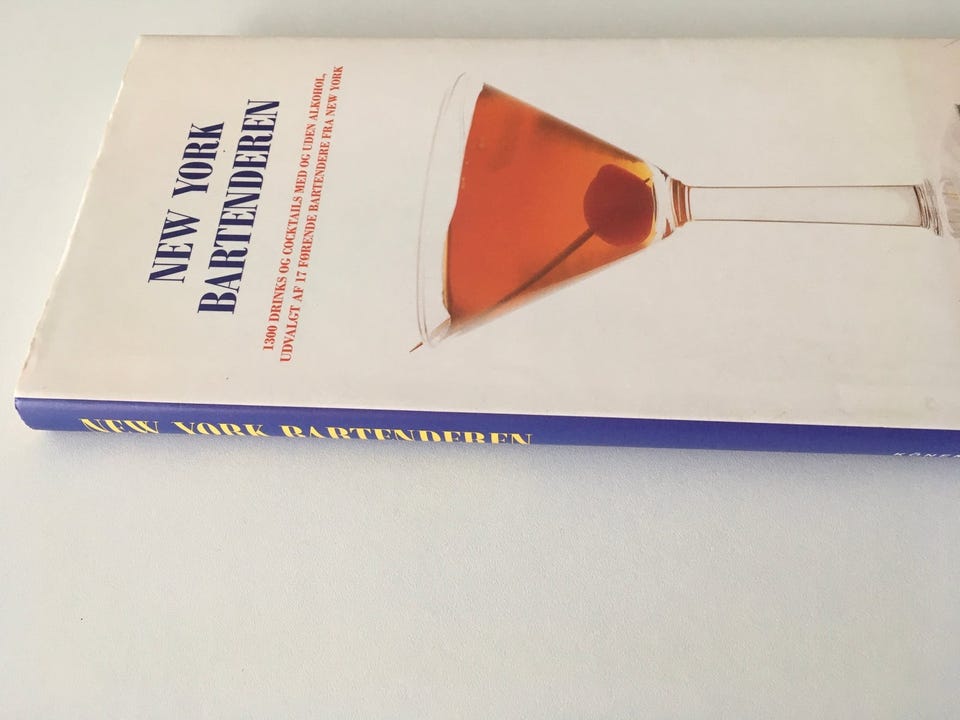 NEW YORK
BARTENDEREN
1300 DRINKS OG COCKTAILS MED OG UDEN ALKOHOL,
UDVALGT AF 17 FØRENDE BARTENDERE FRA NEW YORK
NEW YORK BARTENDEREN